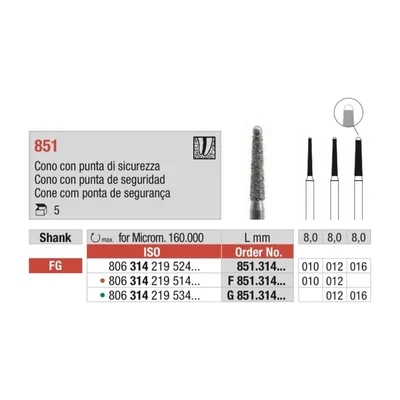 851
Cono con punta di sicurezza
Cono con punta de seguridad
Cone com ponta de segurança
5
Shank max. for Microm. 160.000 L mm 8,0 8,0 8,0
ISO Order No.
FG 806 314 219 524... 851.314... 010 012 016
806 314 219 514... F 851.314... 010 012
806 314 219 534... G 851.314... 012 016